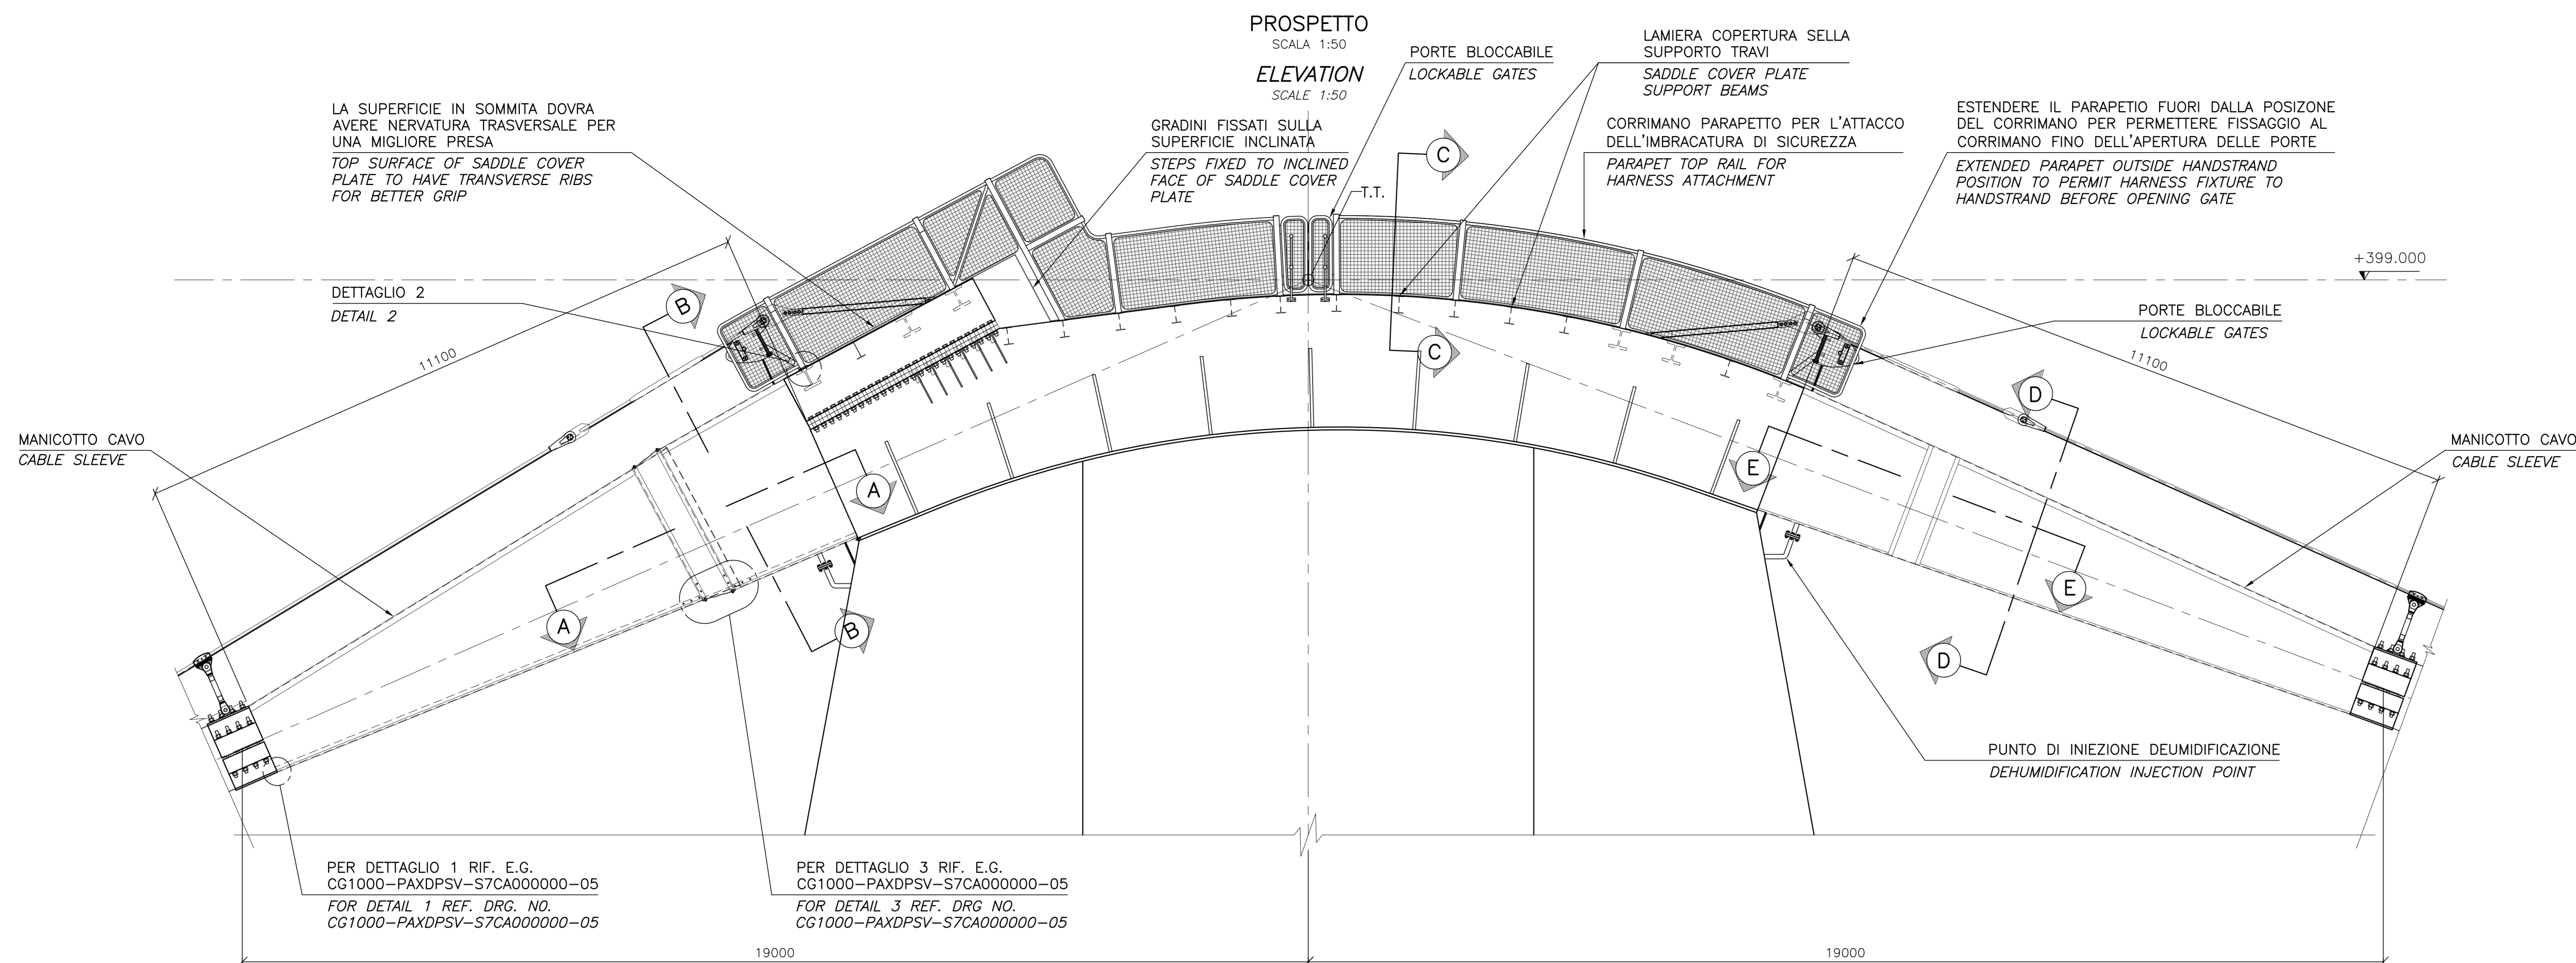 PROSPETTO
SCALA 1:50
ELEVATION
SCALE 1:50
LA SUPERFICIE IN SOMMITA DOVRA
AVERE NERVATURA TRASVERSALE PER
UNA MIGLIORE PRESA
TOP SURFACE OF SADDLE COVER
PLATE TO HAVE TRANSVERSE RIBS
FOR BETTER GRIP
GRADINI FISSATI SULLA
SUPERFICIE INCLINATA
STEPS FIXED TO INCLINED
FACE OF SADDLE COVER
PLATE
PORTE BLOCCABILE
LOCKABLE GATES
T.T.
LAMIERA COPERTURA SELLA
SUPPORTO TRAVI
SADDLE COVER PLATE
SUPPORT BEAMS
CORRIMANO PARAPETTO PER L'ATTACCO
DELL'IMBRACATURA DI SICUREZZA
PARAPET TOP RAIL FOR
HARNESS ATTACHMENT
ESTENDERE IL PARAPETIO FUORI DALLA POSIZONE
DEL CORRIMANO PER PERMETTERE FISSAGGIO AL
CORRIMANO FINO DELL'APERTURA DELLE PORTE
EXTENDED PARAPET OUTSIDE HANDSTRAND
POSITION TO PERMIT HARNESS FIXTURE TO
HANDSTRAND BEFORE OPENING GATE
+399.000
DETTAGLIO 2
DETAIL 2
PORTE BLOCCABILE
LOCKABLE GATES
11100
11100
B
C
C
D
MANICOTTO CAVO
CABLE SLEEVE
MANICOTTO CAVO
CABLE SLEEVE
A
E
A
B
E
D
PUNTO DI INIEZIONE DEUMIDIFICAZIONE
DEHUMIDIFICATION INJECTION POINT
PER DETTAGLIO 1 RIF. E.G.
CG1000-PAXDPSV-S7CA000000-05
FOR DETAIL 1 REF. DRG. NO.
CG1000-PAXDPSV-S7CA000000-05
PER DETTAGLIO 3 RIF. E.G.
CG1000-PAXDPSV-S7CA000000-05
FOR DETAIL 3 REF. DRG NO.
CG1000-PAXDPSV-S7CA000000-05
19000
19000